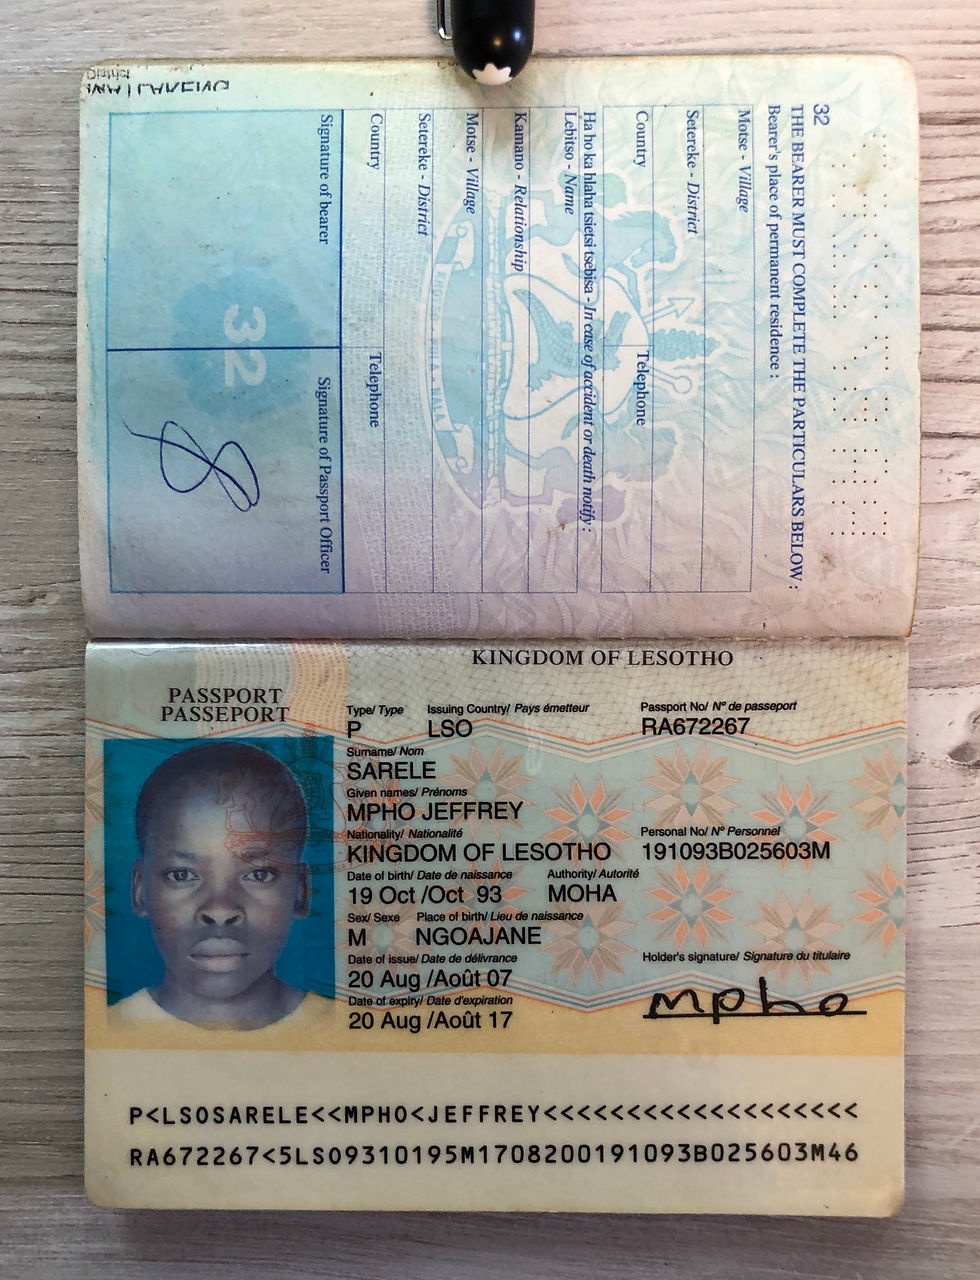 32
THE BEARER MUST COMPLETE THE PARTICULARS BELOW :
Bearer's place of permanent residence :
Motse - Village
Setereke - District
Country
Telephone
Ha ho ka hlaha tsietsi tsebisa - In case of accident or death notify :
Lebitso - Name
Kamano - Relationship
Motse - Village
Setereke - District
Country
Telephone
Signature of bearer
Signature of Passport Officer
32
KINGDOM OF LESOTHO
PASSPORT
PASSEPORT
Type/ Type
Issuing Country/ Pays émetteur
Passport No/ N° de passeport
P
LSO
RA672267
Surname/ Nom
SARELE
Given names/ Prénoms
MPHO JEFFREY
Nationality/ Nationalité
Personal No/ N° Personnel
KINGDOM OF LESOTHO
191093B025603M
Date of birth/ Date de naissance
Authority/ Autorité
19 Oct /Oct 93
MOHA
Sex/ Sexe
Place of birth/ Lieu de naissance
M
NGOAJANE
Date of issue/ Date de délivrance
Holder's signature/ Signature du titulaire
20 Aug /Août 07
mpho
Date of expiry/ Date d'expiration
20 Aug /Août 17
P<LSOSARELE<<MPHO<JEFFREY<<<<<<<<<<<<<<<<<<<
RA672267<5LSO9310195M1708200191093B025603M46